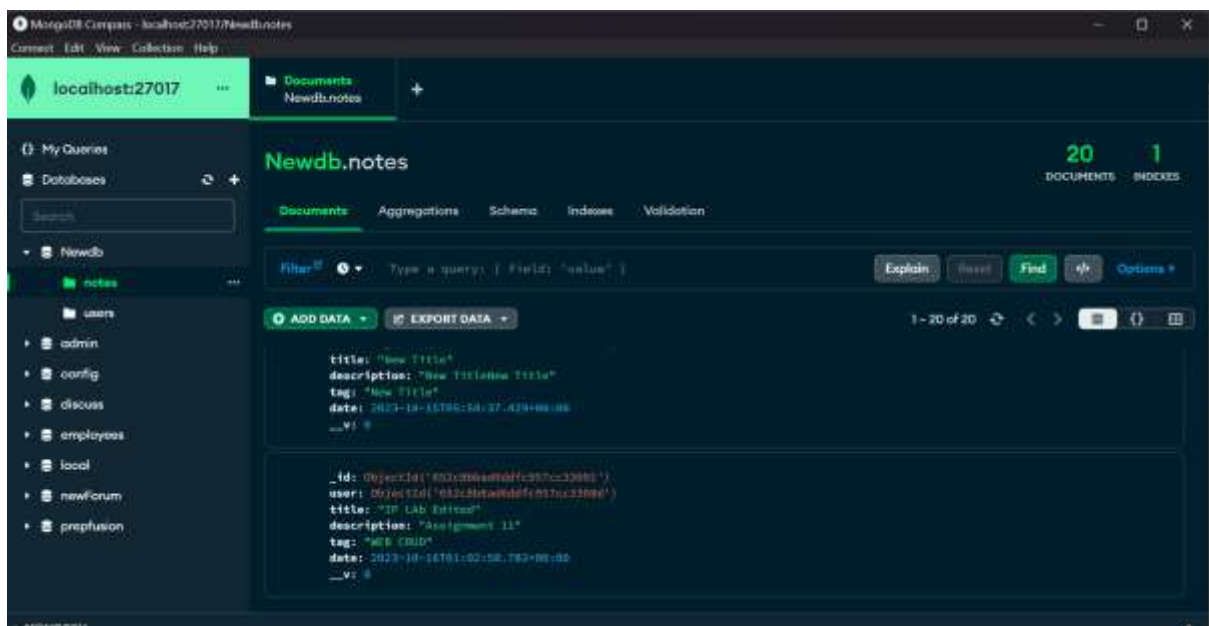 MongoDB Compass - localhost:27017/Newdb.notes
Connect Edit View Collection Help
localhost:27017
Documents
Newdb.notes
My Queries
Databases
Search
Newdb
notes
users
admin
config
discuss
employees
local
newForum
prepfusion
Newdb.notes
20
DOCUMENTS
1
INDEXES
Documents Aggregations Schema Indexes Validation
Filter Type a query: { field: 'value' }
Explain Reset Find </> Options
ADD DATA EXPORT DATA
1 – 20 of 20
title: "New Title"
description: "New TitleNew Title"
tag: "New Title"
date:
__v: 0
_id:
user:
title: "IP LAb Edited"
description: "Assignment 11"
tag: "WEB CRUD"
date:
__v: 0